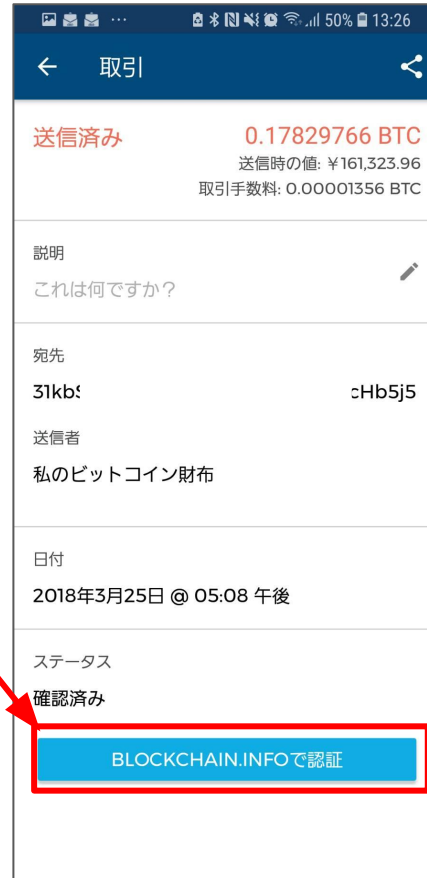 50% 13:26
取引
送信済み 0.17829766 BTC
送信時の値: ¥161,323.96
取引手数料: 0.00001356 BTC
説明
これは何ですか？
宛先
31kb cHb5j5
送信者
私のビットコイン財布
日付
2018年3月25日 @ 05:08 午後
ステータス
確認済み
BLOCKCHAIN.INFOで認証